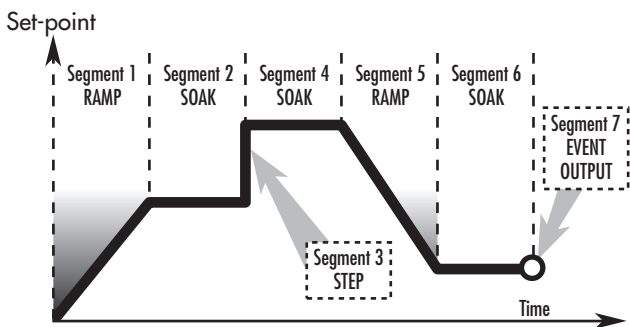 Set-point
Segment 1
RAMP
Segment 2
SOAK
Segment 4
SOAK
Segment 5
RAMP
Segment 6
SOAK
Segment 7
EVENT
OUTPUT
Segment 3
STEP
Time